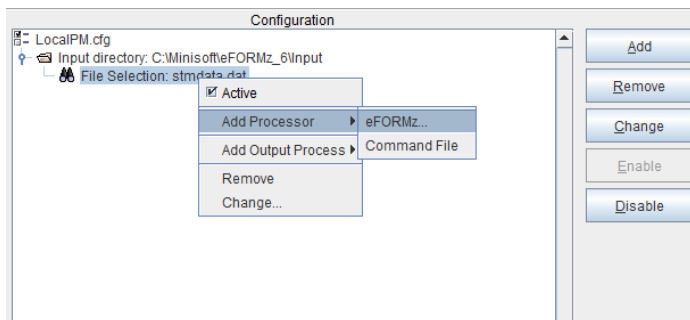 Configuration
LocalPM.cfg
Input directory: C:\Minisoft\eFORMz_6\Input
File Selection: stmdata.dat
Active
Add Processor
eFORMz...
Command File
Add Output Process
Remove
Change...
Add
Remove
Change
Enable
Disable